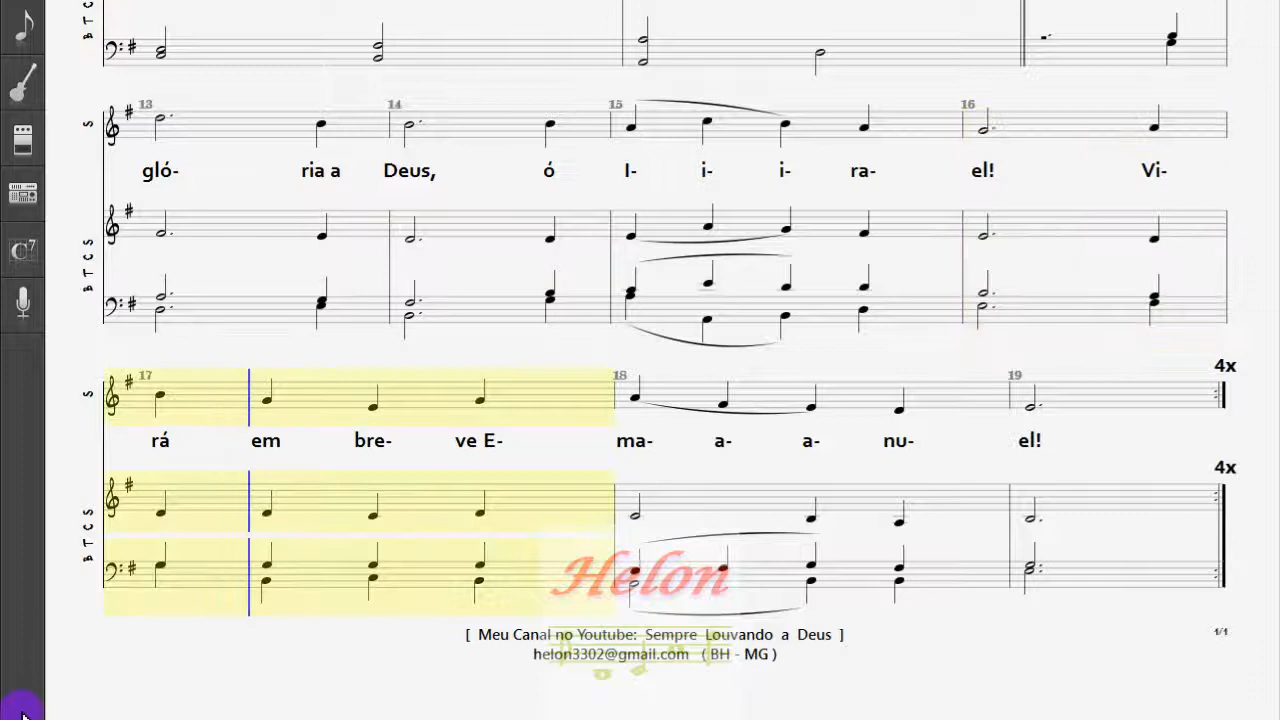 B T C S
13 14 15 16
S
gló- ria a Deus, ó I- i- i- ra- el! Vi-
B T C S
C7
4x
17 18 19
S
rá em bre- ve E- ma- a- a- nu- el!
4x
B T C S
Helon
[ Meu Canal no Youtube: Sempre Louvando a Deus ]
1/1
helon3302@gmail.com ( BH - MG )